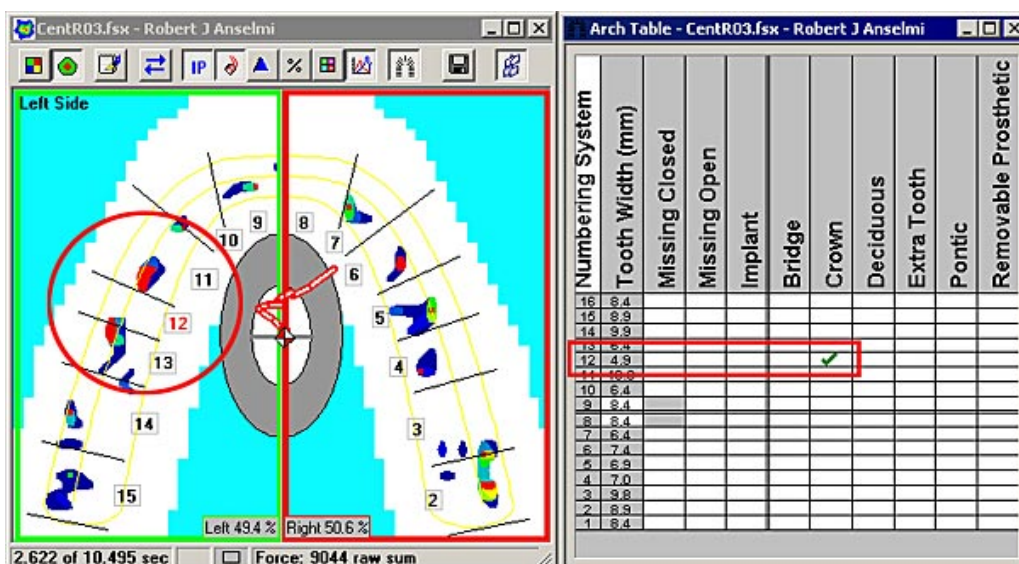 CentR03.fsx - Robert J Anselmi
IP
%
Left Side
9
8
10
7
11
6
12
5
13
4
14
3
15
2
Left 49.4 %
Right 50.6 %
2.622 of 10.495 sec
Force: 9044 raw sum
Arch Table - CentR03.fsx - Robert J Anselmi
Numbering System
Tooth Width (mm)
Missing Closed
Missing Open
Implant
Bridge
Crown
Deciduous
Extra Tooth
Pontic
Removable Prosthetic
16 8.4
15 8.9
14 9.9
13 6.4
12 4.9
10 6.4
9 8.4
8 8.4
7 6.4
6 7.4
5 6.9
4 7.0
3 9.8
2 8.9
1 8.4